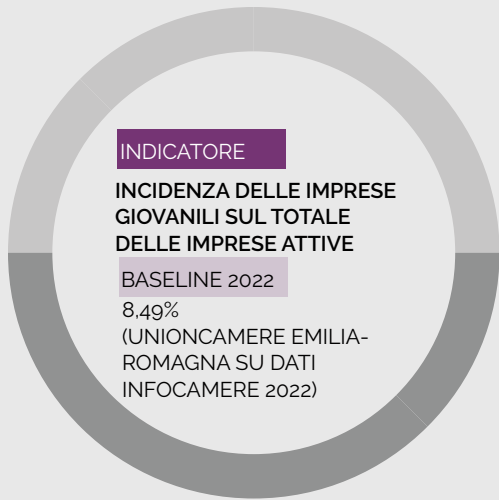 INDICATORE
INCIDENZA DELLE IMPRESE
GIOVANILI SUL TOTALE
DELLE IMPRESE ATTIVE
BASELINE 2022
8,49%
(UNIONCAMERE EMILIA-
ROMAGNA SU DATI
INFOCAMERE 2022)